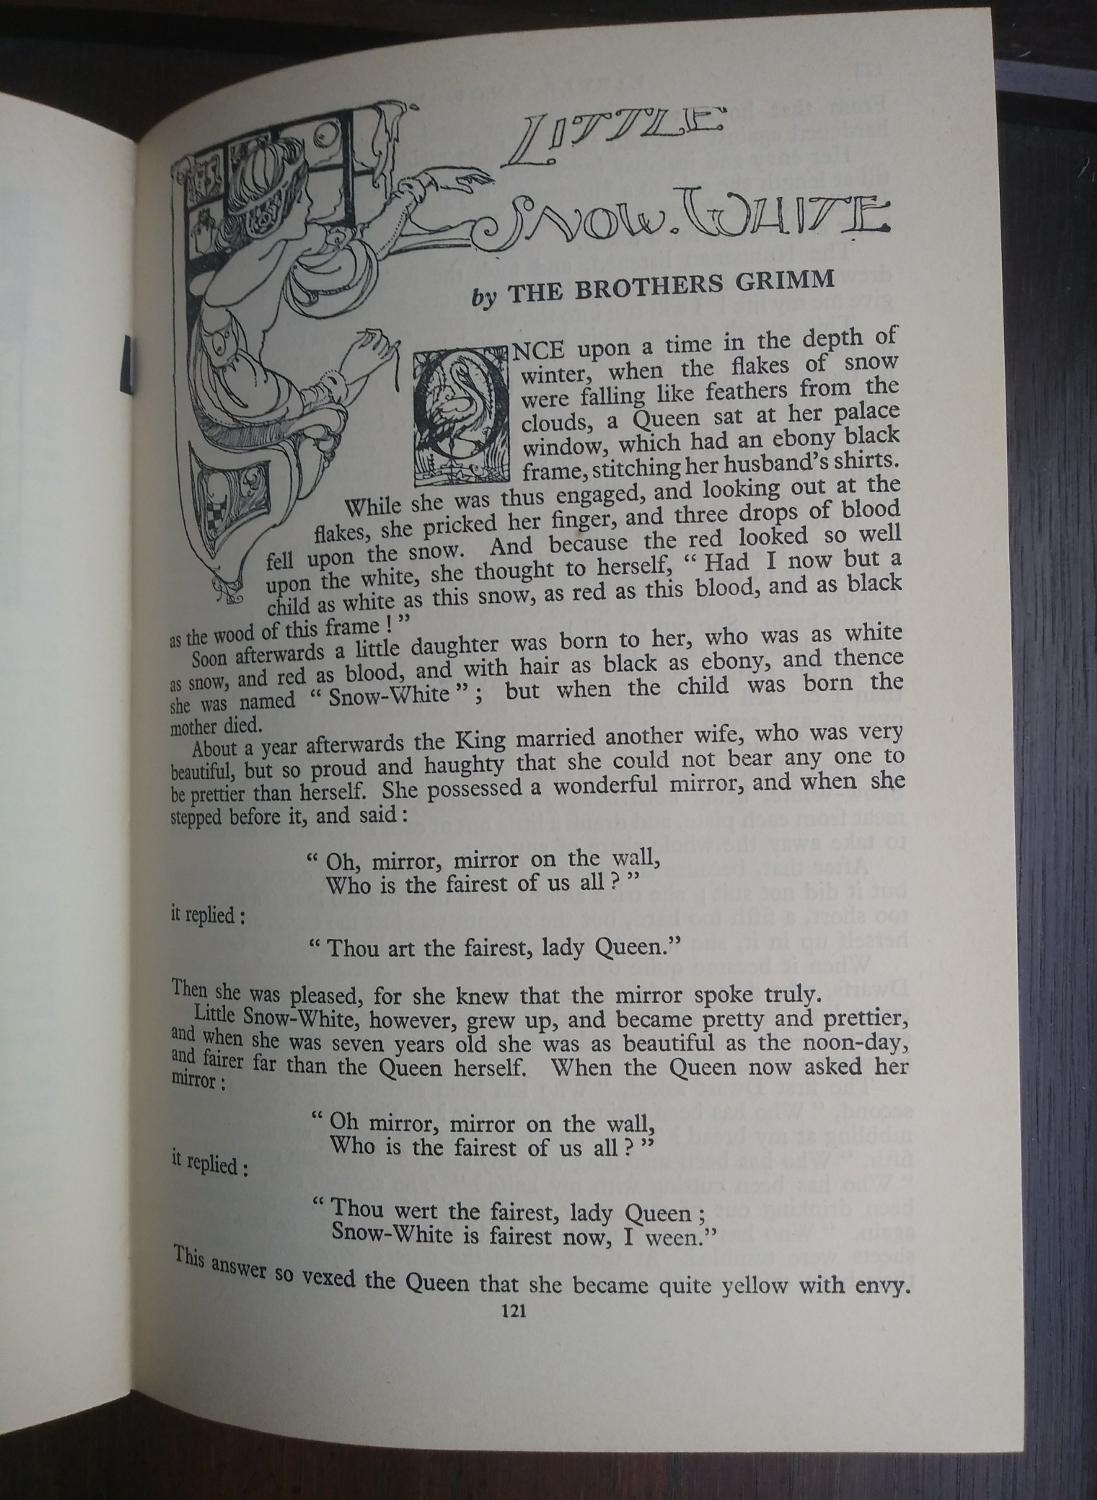 LITTLE
SNOW-WHITE
by THE BROTHERS GRIMM
ONCE upon a time in the depth of
winter, when the flakes of snow
were falling like feathers from the
clouds, a Queen sat at her palace
window, which had an ebony black
frame, stitching her husband's shirts.
While she was thus engaged, and looking out at the
flakes, she pricked her finger, and three drops of blood
fell upon the snow. And because the red looked so well
upon the white, she thought to herself, “ Had I now but a
child as white as this snow, as red as this blood, and as black
as the wood of this frame ! ”
Soon afterwards a little daughter was born to her, who was as white
as snow, and red as blood, and with hair as black as ebony, and thence
she was named “ Snow-White ” ; but when the child was born the
mother died.
About a year afterwards the King married another wife, who was very
beautiful, but so proud and haughty that she could not bear any one to
be prettier than herself. She possessed a wonderful mirror, and when she
stepped before it, and said :
“ Oh, mirror, mirror on the wall,
Who is the fairest of us all ? ”
it replied :
“ Thou art the fairest, lady Queen.”
Then she was pleased, for she knew that the mirror spoke truly.
Little Snow-White, however, grew up, and became pretty and prettier,
and when she was seven years old she was as beautiful as the noon-day,
and fairer far than the Queen herself. When the Queen now asked her
mirror :
“ Oh mirror, mirror on the wall,
Who is the fairest of us all ? ”
it replied :
“ Thou wert the fairest, lady Queen ;
Snow-White is fairest now, I ween.”
This answer so vexed the Queen that she became quite yellow with envy.
121